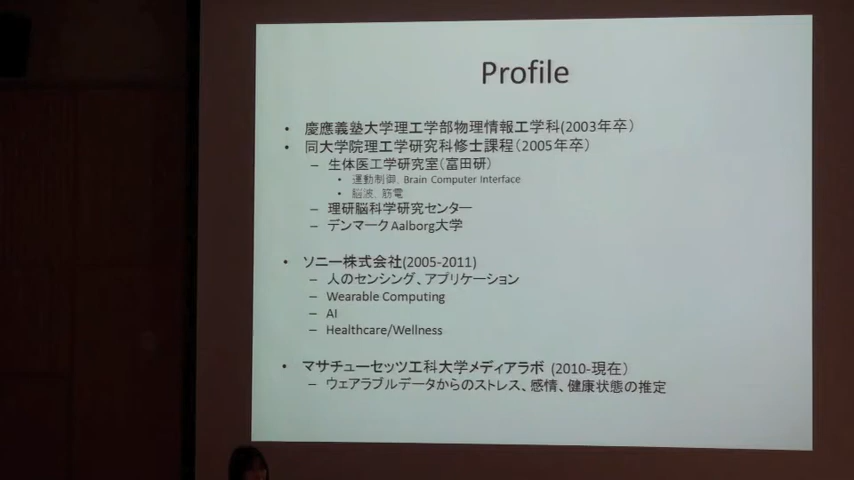 Profile
• 慶應義塾大学理工学部物理情報工学科(2003年卒)
• 同大学院理工学研究科修士課程(2005年卒)
– 生体医工学研究室(富田研)
• 運動制御, Brain Computer Interface
• 脳波、筋電
– 理研脳科学研究センター
– デンマークAalborg大学
• ソニー株式会社(2005-2011)
– 人のセンシング、アプリケーション
– Wearable Computing
– AI
– Healthcare/Wellness
• マサチューセッツ工科大学メディアラボ (2010-現在)
– ウェアラブルデータからのストレス、感情、健康状態の推定